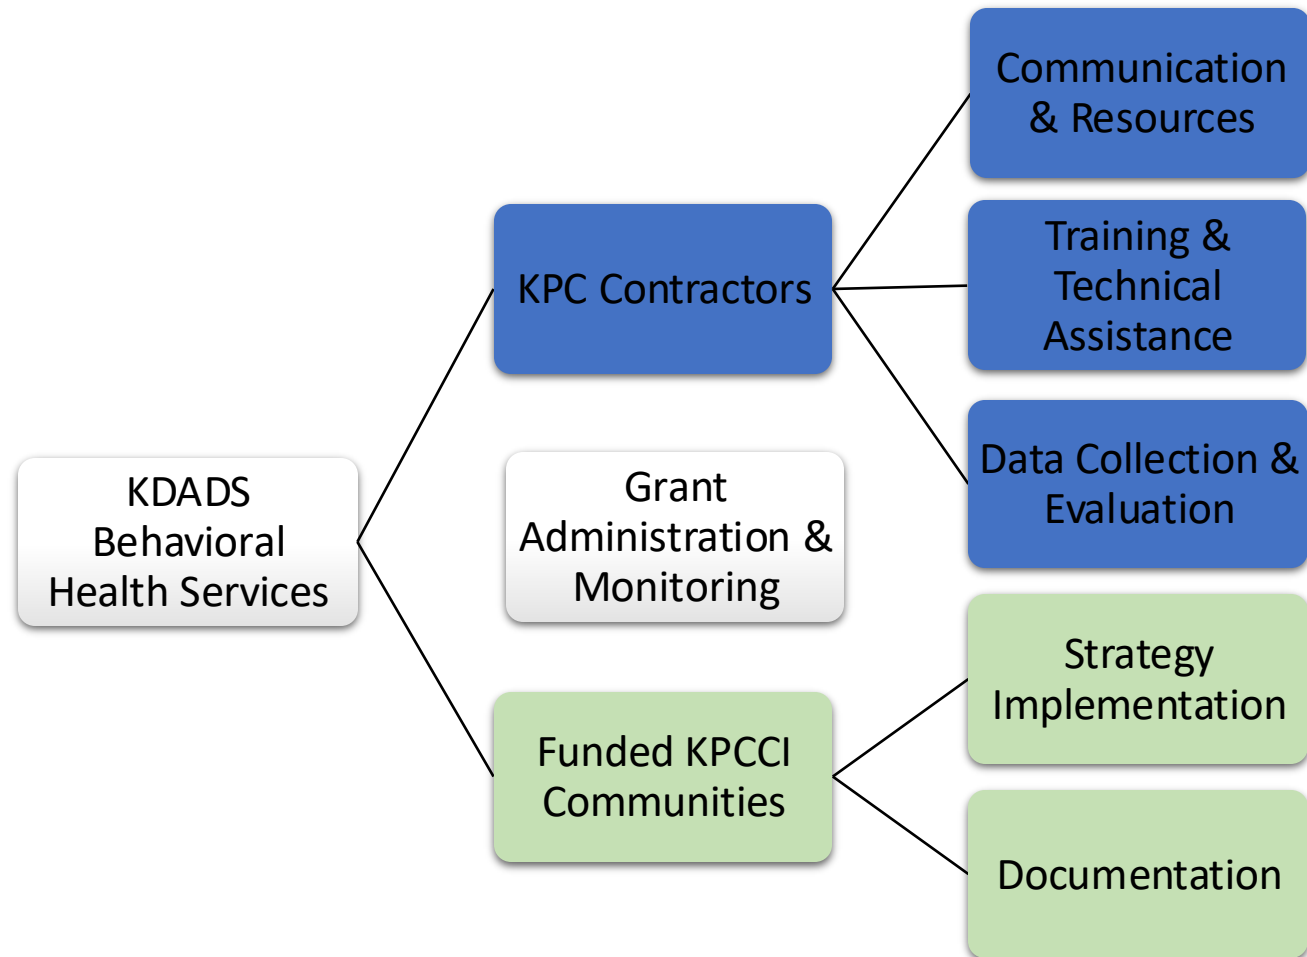 KDADS
Behavioral
Health Services
KPC Contractors
Communication
& Resources
Training &
Technical
Assistance
Data Collection &
Evaluation
Grant
Administration &
Monitoring
Funded KPCCI
Communities
Strategy
Implementation
Documentation